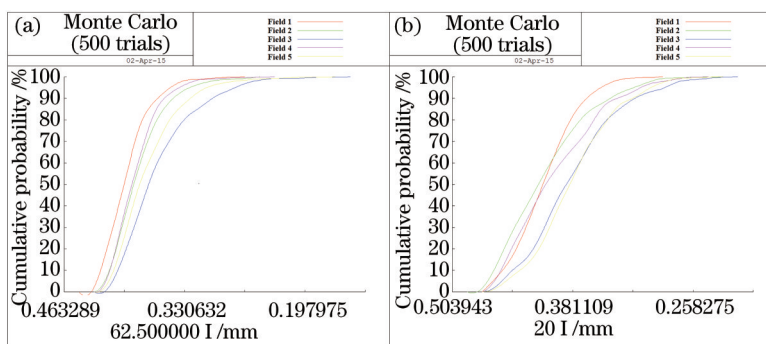 (a) Monte Carlo
(500 trials)
02-Apr-15
Field 1
Field 2
Field 3
Field 4
Field 5
Cumulative probability /%
100
90
80
70
60
50
40
30
20
10
0
0.463289 0.330632 0.197975
62.500000 I /mm
(b) Monte Carlo
(500 trials)
02-Apr-15
Field 1
Field 2
Field 3
Field 4
Field 5
Cumulative probability /%
100
90
80
70
60
50
40
30
20
10
0
0.503943 0.381109 0.258275
20 I /mm